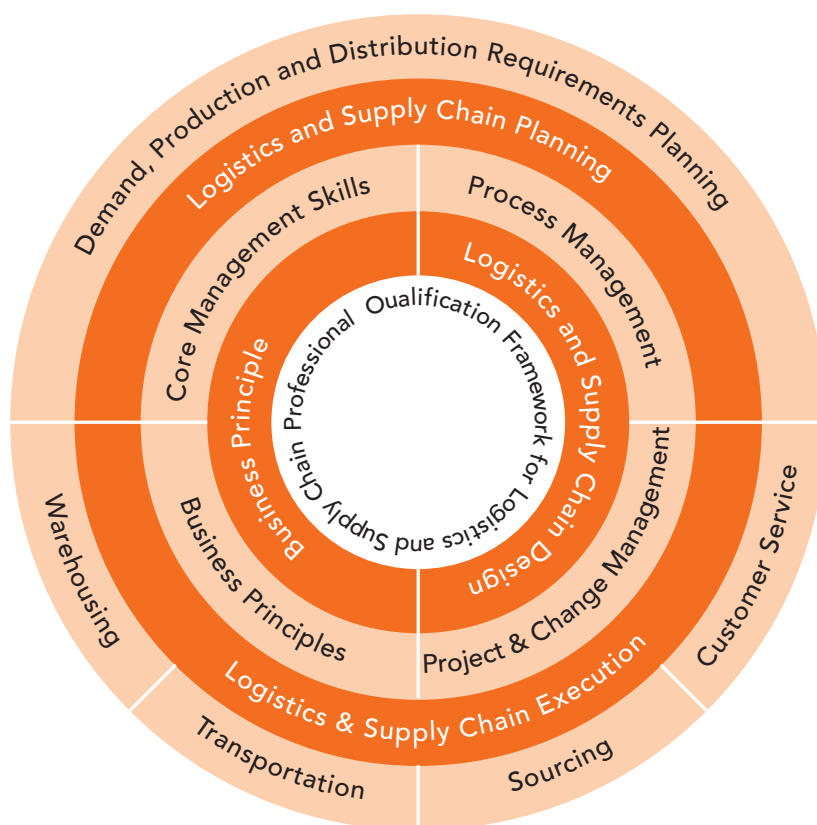 Demand, Production and Distribution Requirements Planning
Logistics and Supply Chain Planning
Core Management Skills
Process Management
Business Principle
Logistics and Supply Chain Design
Professional Qualification Framework for Logistics and Supply Chain
Business Principles
Project & Change Management
Logistics & Supply Chain Execution
Warehousing
Transportation
Sourcing
Customer Service